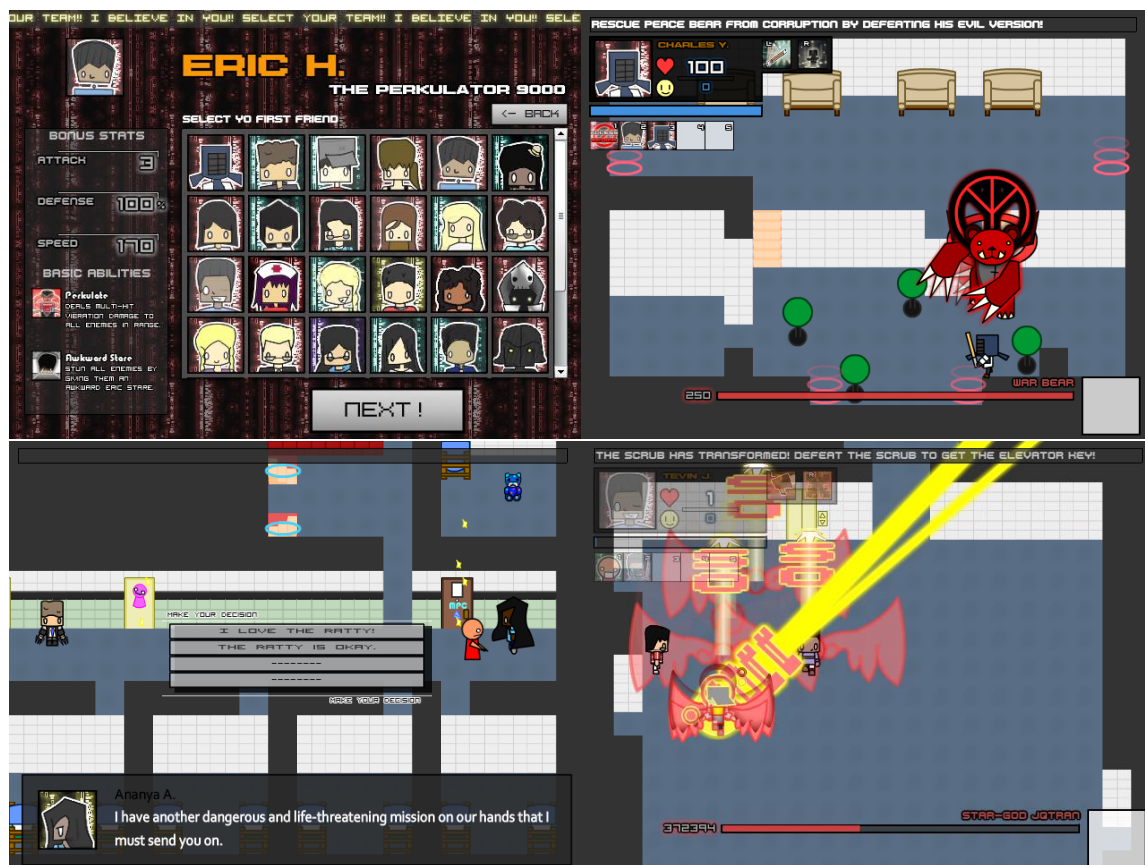 OUR TEAM!! I BELIEVE IN YOU!! SELECT YOUR TEAM!! I BELIEVE IN YOU!! SELE
ERIC H.
THE PERKULATOR 9000
<- BACK
SELECT YO FIRST FRIEND
BONUS STATS
ATTACK 3
DEFENSE 100%
SPEED 170
BASIC ABILITIES
Perkulate
DEALS MULTI-HIT
VIBRATION DAMAGE TO
ALL ENEMIES IN RANGE.
Awkward Stare
STUN ALL ENEMIES BY
GIVING THEM AN
AWKWARD ERIC STARE.
NEXT!
RESCUE PEACE BEAR FROM CORRUPTION BY DEFEATING HIS EVIL VERSION!
CHARLES Y.
100
0
L
R
4 5
WAR BEAR
250
MPC
MAKE YOUR DECISION
I LOVE THE RATTY!
THE RATTY IS OKAY.
--------
--------
MAKE YOUR DECISION
Ananya A.
I have another dangerous and life-threatening mission on our hands that I
must send you on.
THE SCRUB HAS TRANSFORMED! DEFEAT THE SCRUB TO GET THE ELEVATOR KEY!
TEVIN J.
1
0
STAR-GOD JQTRAN
372394